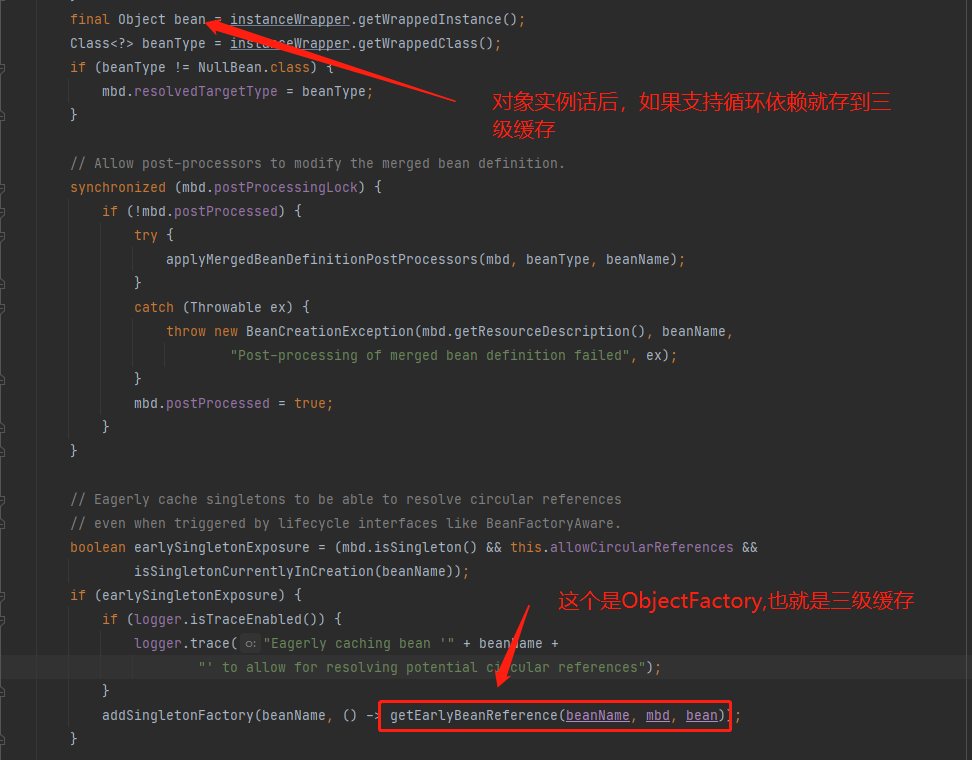 final Object bean = instanceWrapper.getWrappedInstance();
Class<?> beanType = instanceWrapper.getWrappedClass();
if (beanType != NullBean.class) {
mbd.resolvedTargetType = beanType;
}
对象实例话后，如果支持循环依赖就存到三
级缓存
// Allow post-processors to modify the merged bean definition.
synchronized (mbd.postProcessingLock) {
if (!mbd.postProcessed) {
try {
applyMergedBeanDefinitionPostProcessors(mbd, beanType, beanName);
}
catch (Throwable ex) {
throw new BeanCreationException(mbd.getResourceDescription(), beanName,
"Post-processing of merged bean definition failed", ex);
}
mbd.postProcessed = true;
}
}
// Eagerly cache singletons to be able to resolve circular references
// even when triggered by lifecycle interfaces like BeanFactoryAware.
boolean earlySingletonExposure = (mbd.isSingleton() && this.allowCircularReferences &&
isSingletonCurrentlyInCreation(beanName));
if (earlySingletonExposure) {
这个是ObjectFactory,也就是三级缓存
if (logger.isTraceEnabled()) {
logger.trace( o: "Eagerly caching bean '" + beanName +
"' to allow for resolving potential circular references");
}
addSingletonFactory(beanName, () -> getEarlyBeanReference(beanName, mbd, bean));
}